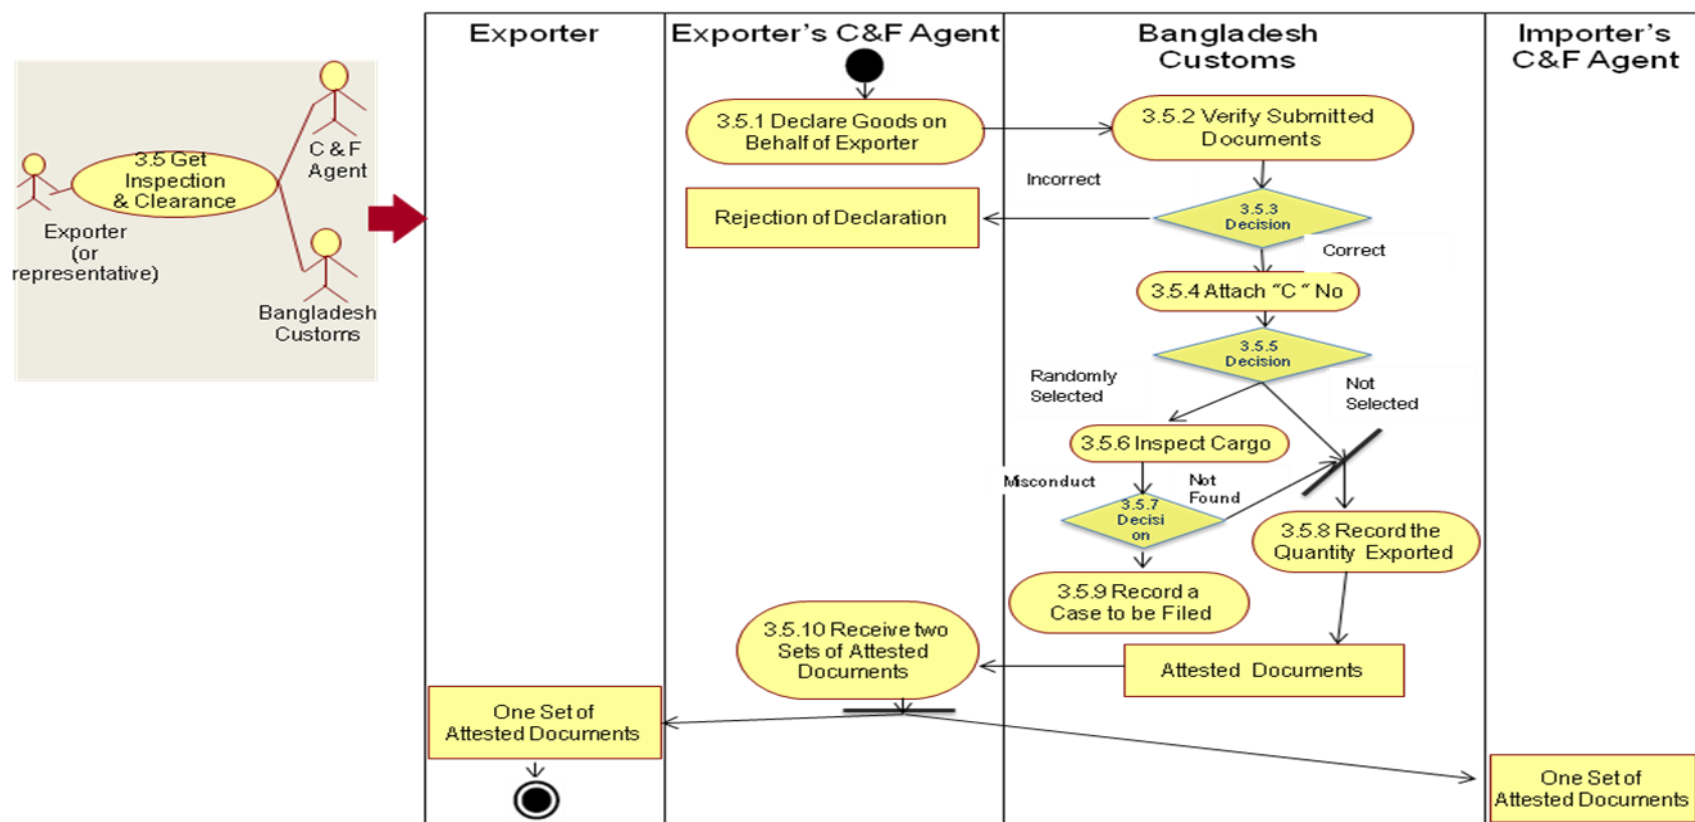 3.5 Get
Inspection
& Clearance
C & F
Agent
Exporter
(or
representative)
Bangladesh
Customs
Exporter
Exporter's C&F Agent
Bangladesh
Customs
Importer's
C&F Agent
3.5.1 Declare Goods on
Behalf of Exporter
3.5.2 Verify Submitted
Documents
Incorrect
Rejection of Declaration
3.5.3
Decision
Correct
3.5.4 Attach "C" No
3.5.5
Decision
Randomly
Selected
Not
Selected
3.5.6 Inspect Cargo
Misconduct
Not
Found
3.5.7
Decisi
on
3.5.8 Record the
Quantity Exported
3.5.9 Record a
Case to be Filed
3.5.10 Receive two
Sets of Attested
Documents
Attested Documents
One Set of
Attested Documents
One Set of
Attested Documents